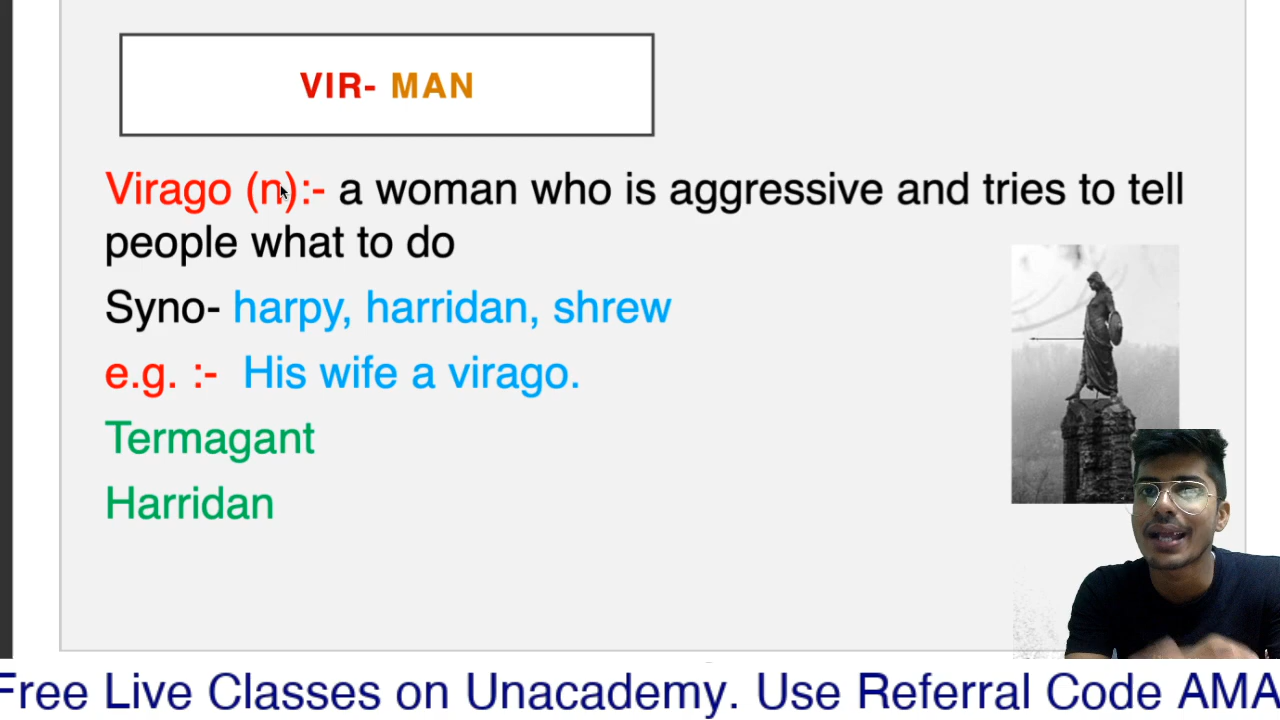 VIR- MAN
Virago (n):- a woman who is aggressive and tries to tell
people what to do
Syno- harpy, harridan, shrew
e.g. :- His wife a virago.
Termagant
Harridan
Free Live Classes on Unacademy. Use Referral Code AMA